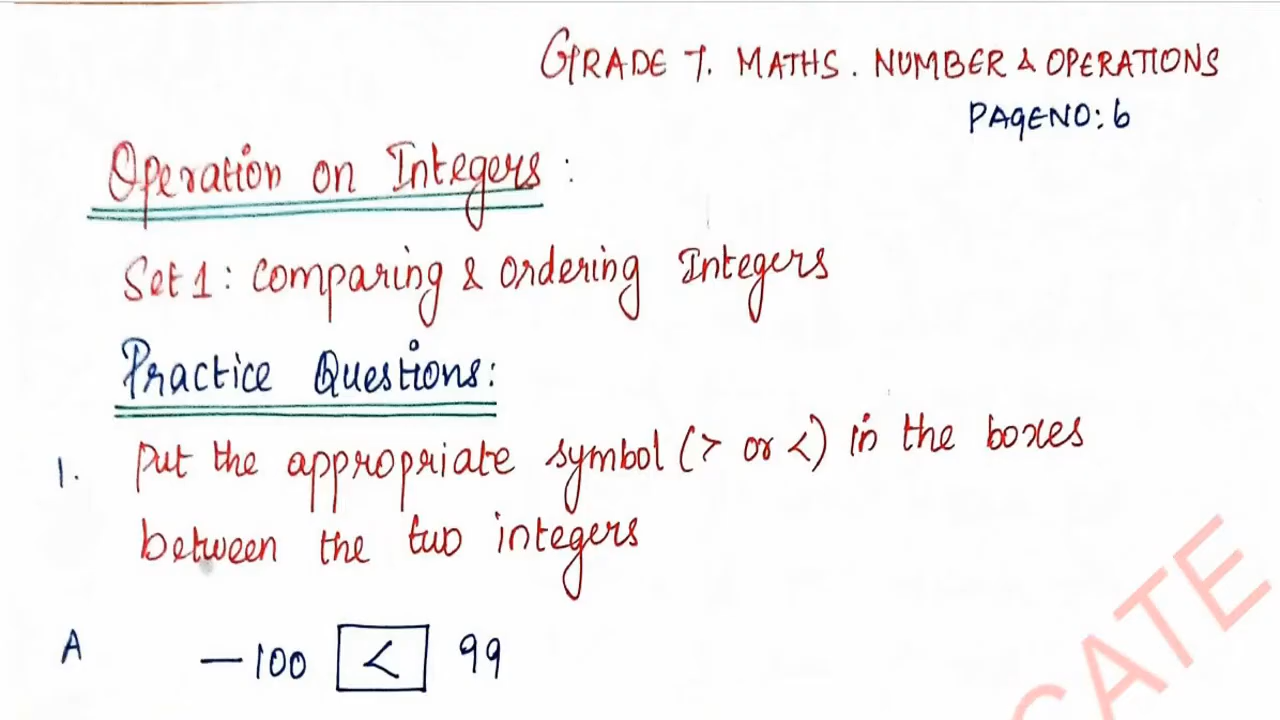 GRADE 7. MATHS. NUMBER & OPERATIONS
PAGENO: 6
Operation on Integers:
Set 1: Comparing & Ordering Integers
Practice Questions:
1. Put the appropriate symbol (> or <) in the boxes
between the two integers
A -100 < 99
CATE